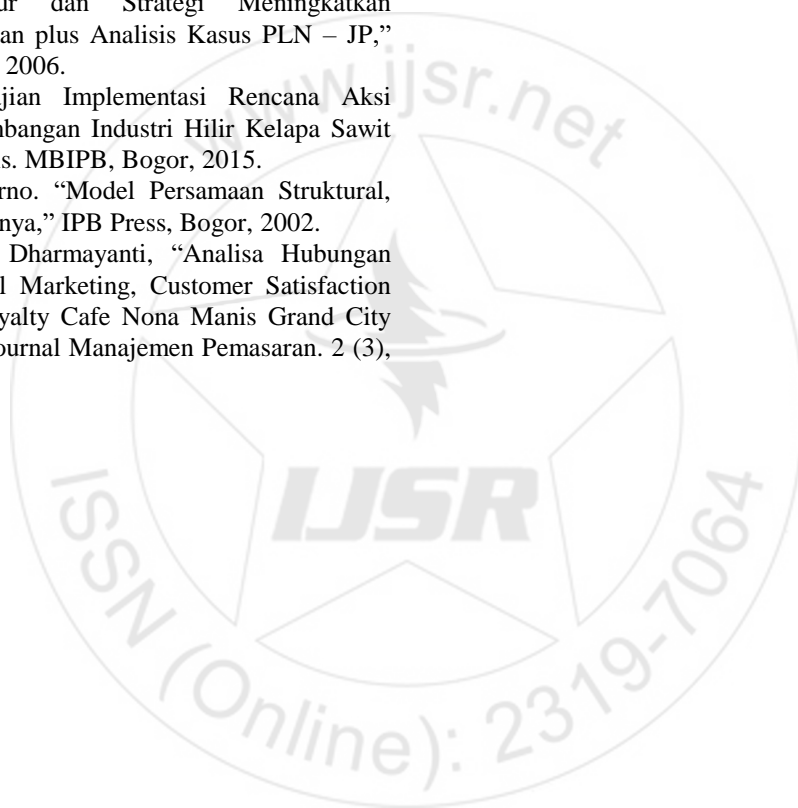 ur dan Strategi Meningkatkan
an plus Analisis Kasus PLN – JP,”
2006.
jian Implementasi Rencana Aksi
mbangan Industri Hilir Kelapa Sawit
is. MBIPB, Bogor, 2015.
rno. “Model Persamaan Struktural,
nya,” IPB Press, Bogor, 2002.
Dharmayanti, “Analisa Hubungan
l Marketing, Customer Satisfaction
yalty Cafe Nona Manis Grand City
ournal Manajemen Pemasaran. 2 (3),
www.ijsr.net
IJSR
ISSN (Online): 2319-7064